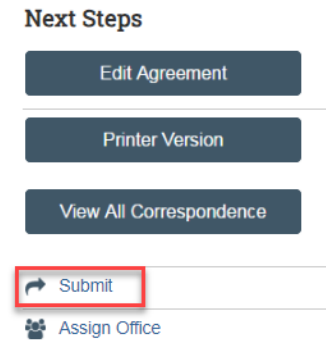 Next Steps
Edit Agreement
Printer Version
View All Correspondence
Submit
Assign Office